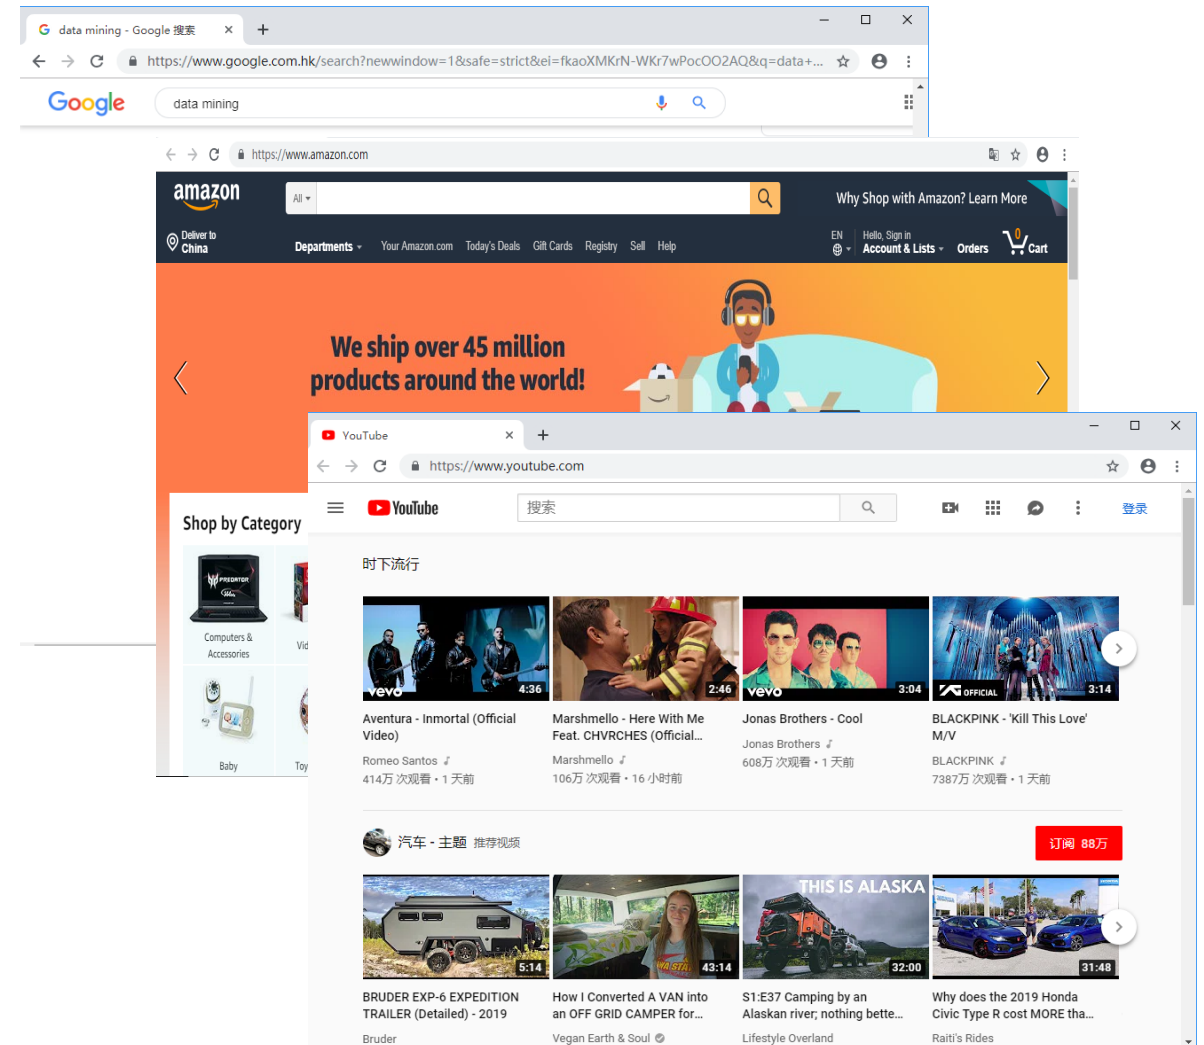 data mining - Google 搜索
https://www.google.com.hk/search?newwindow=1&safe=strict&ei=fkaoXMKrN-WKr7wPocOO2AQ&q=data+...
Google
data mining
https://www.amazon.com
amazon
All
Why Shop with Amazon? Learn More
Deliver to
China
Departments
Your Amazon.com
Today's Deals
Gift Cards
Registry
Sell
Help
EN
Hello, Sign in
Account & Lists
Orders
0
Cart
We ship over 45 million
products around the world!
Shop by Category
PREDATOR
Computers &
Accessories
Vid
Baby
Toy
YouTube
https://www.youtube.com
YouTube
搜索
登录
时下流行
vevo
4:36
2:46
vevo
3:04
YG OFFICIAL
3:14
Aventura - Inmortal (Official
Video)
Romeo Santos
414万 次观看 • 1 天前
Marshmello - Here With Me
Feat. CHVRCHES (Official...
Marshmello
106万 次观看 • 16 小时前
Jonas Brothers - Cool
Jonas Brothers
608万 次观看 • 1 天前
BLACKPINK - 'Kill This Love'
M/V
BLACKPINK
7387万 次观看 • 1 天前
汽车 - 主题 推荐视频
订阅 88万
5:14
43:14
THIS IS ALASKA
32:00
31:48
BRUDER EXP-6 EXPEDITION
TRAILER (Detailed) - 2019
Bruder
How I Converted A VAN into
an OFF GRID CAMPER for...
Vegan Earth & Soul
S1:E37 Camping by an
Alaskan river; nothing bette...
Lifestyle Overland
Why does the 2019 Honda
Civic Type R cost MORE tha...
Raiti's Rides